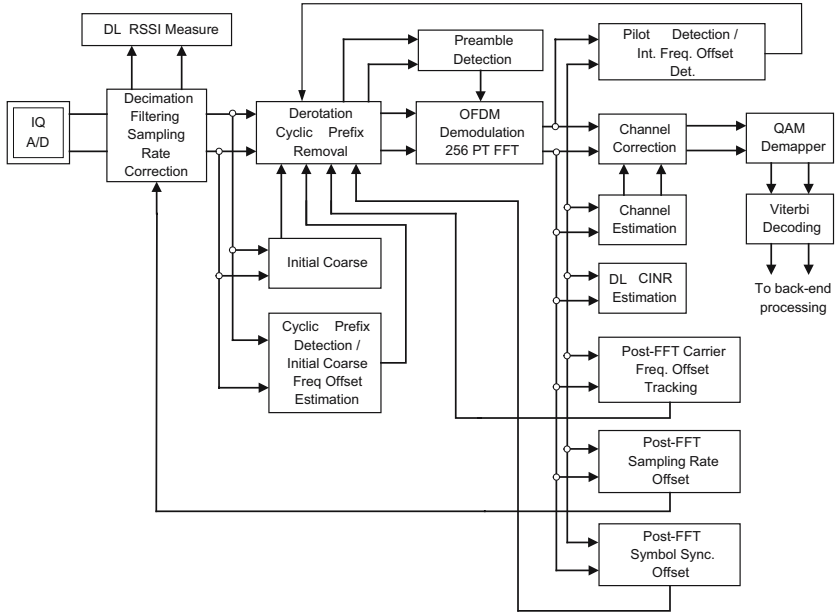 DL RSSI Measure
IQ
A/D
Decimation
Filtering
Sampling
Rate
Correction
Derotation
Cyclic Prefix
Removal
Preamble
Detection
OFDM
Demodulation
256 PT FFT
Pilot Detection /
Int. Freq. Offset
Det.
Channel
Correction
QAM
Demapper
Channel
Estimation
Viterbi
Decoding
To back-end
processing
Initial Coarse
DL CINR
Estimation
Cyclic Prefix
Detection /
Initial Coarse
Freq Offset
Estimation
Post-FFT Carrier
Freq. Offset
Tracking
Post-FFT
Sampling Rate
Offset
Post-FFT
Symbol Sync.
Offset